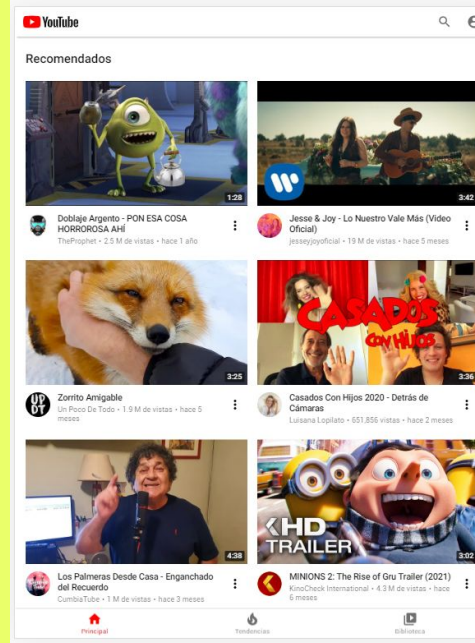 YouTube
Recomendados
1:28
3:42
Doblaje Argento - PON ESA COSA
HORROROSA AHÍ
TheProphet • 2.5 M de vistas • hace 1 año
Jesse & Joy - Lo Nuestro Vale Más (Video
Oficial)
jesseyjoyoficial • 19 M de vistas • hace 5 meses
CASADOS
CON HIJOS
3:25
3:36
UP
DT
Zorrito Amigable
Un Poco De Todo • 1.9 M de vistas • hace 5
meses
Casados Con Hijos 2020 - Detrás de
Cámaras
Luisana Lopilato • 651,856 vistas • hace 2 meses
HD
TRAILER
4:38
3:02
Los Palmeras Desde Casa - Enganchado
del Recuerdo
CumbiaTube • 1 M de vistas • hace 3 meses
MINIONS 2: The Rise of Gru Trailer (2021)
KinoCheck International • 4.3 M de vistas • hace
6 meses
Principal
Tendencias
Biblioteca